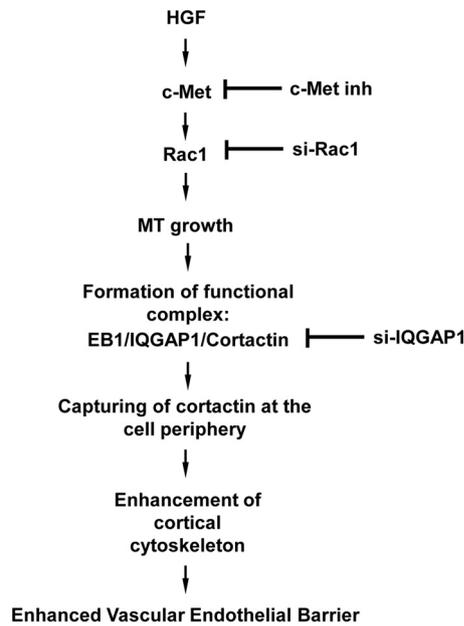 HGF
c-Met
c-Met inh
Rac1
si-Rac1
MT growth
Formation of functional
complex:
EB1/IQGAP1/Cortactin
si-IQGAP1
Capturing of cortactin at the
cell periphery
Enhancement of
cortical
cytoskeleton
Enhanced Vascular Endothelial Barrier